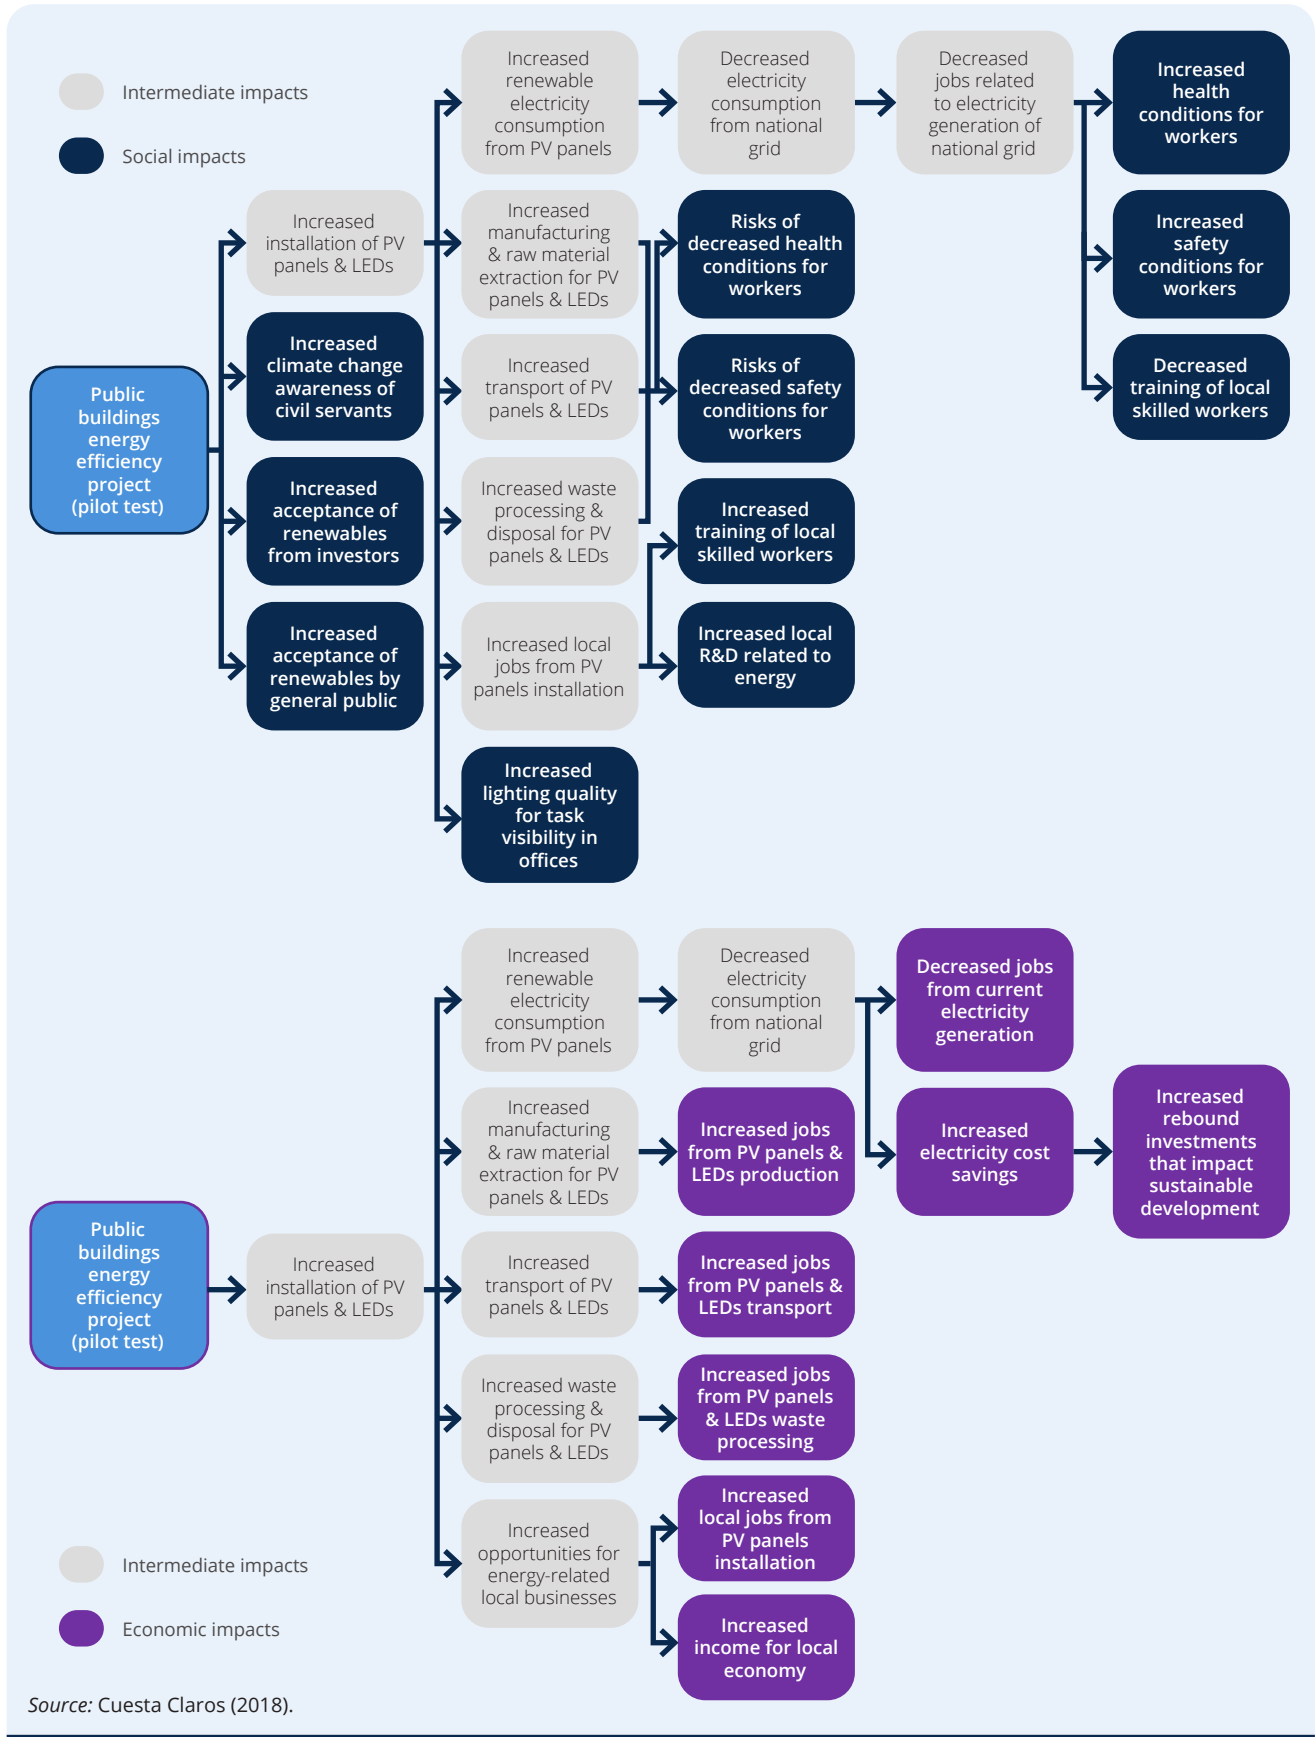 Intermediate impacts
Social impacts
Public
buildings
energy
efficiency
project
(pilot test)
Increased
installation of PV
panels & LEDs
Increased
climate change
awareness of
civil servants
Increased
acceptance of
renewables
from investors
Increased
acceptance of
renewables by
general public
Increased
renewable
electricity
consumption
from PV panels
Increased
manufacturing
& raw material
extraction for PV
panels & LEDs
Increased
transport of PV
panels & LEDs
Increased waste
processing &
disposal for PV
panels & LEDs
Increased local
jobs from PV
panels installation
Increased
lighting quality
for task
visibility in
offices
Decreased
electricity
consumption
from national
grid
Risks of
decreased health
conditions for
workers
Risks of
decreased safety
conditions for
workers
Increased
training of local
skilled workers
Increased local
R&D related to
energy
Decreased
jobs related
to electricity
generation of
national grid
Increased
health
conditions for
workers
Increased
safety
conditions for
workers
Decreased
training of local
skilled workers
Public
buildings
energy
efficiency
project
(pilot test)
Increased
installation of PV
panels & LEDs
Increased
renewable
electricity
consumption
from PV panels
Increased
manufacturing
& raw material
extraction for PV
panels & LEDs
Increased
transport of PV
panels & LEDs
Increased waste
processing &
disposal for PV
panels & LEDs
Increased
opportunities for
energy-related
local businesses
Decreased
electricity
consumption
from national
grid
Increased jobs
from PV panels &
LEDs production
Increased jobs
from PV panels &
LEDs transport
Increased jobs
from PV panels
& LEDs waste
processing
Increased
local jobs from
PV panels
installation
Increased
income for local
economy
Decreased jobs
from current
electricity
generation
Increased
electricity cost
savings
Increased
rebound
investments
that impact
sustainable
development
Intermediate impacts
Economic impacts
Source: Cuesta Claros (2018).